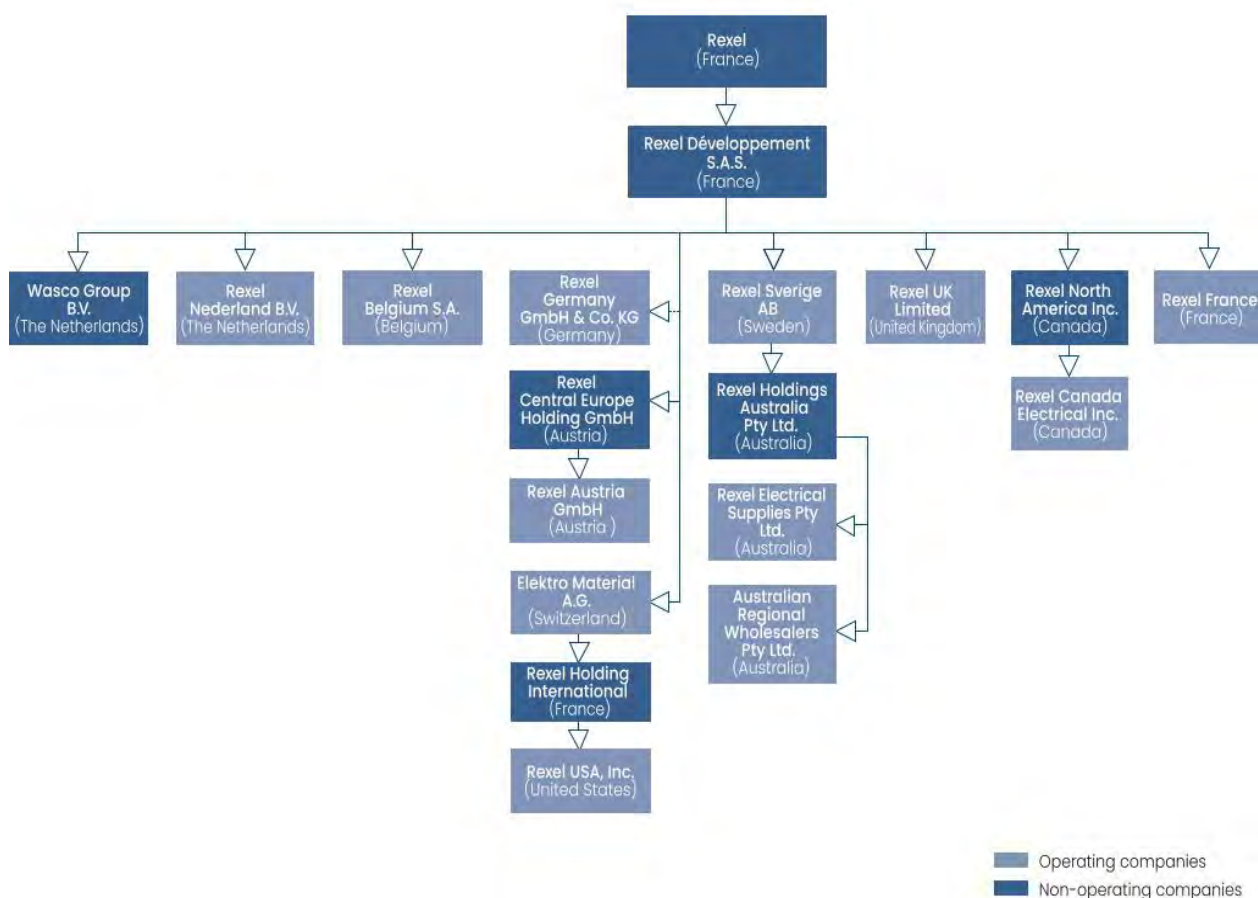 Rexel
(France)
Rexel Développement
S.A.S.
(France)
Wasco Group
B.V.
(The Netherlands)
Rexel
Nederland B.V.
(The Netherlands)
Rexel
Belgium S.A.
(Belgium)
Rexel
Germany
GmbH & Co. KG
(Germany)
Rexel Sverige
AB
(Sweden)
Rexel UK
Limited
(United Kingdom)
Rexel North
America Inc.
(Canada)
Rexel France
(France)
Rexel
Central Europe
Holding GmbH
(Austria)
Rexel Holdings
Australia
Pty Ltd.
(Australia)
Rexel Canada
Electrical Inc.
(Canada)
Rexel Austria
GmbH
(Austria )
Rexel Electrical
Supplies Pty
Ltd.
(Australia)
Elektro Material
A.G.
(Switzerland)
Australian
Regional
Wholesalers
Pty Ltd.
(Australia)
Rexel Holding
International
(France)
Rexel USA, Inc.
(United States)
Operating companies
Non-operating companies